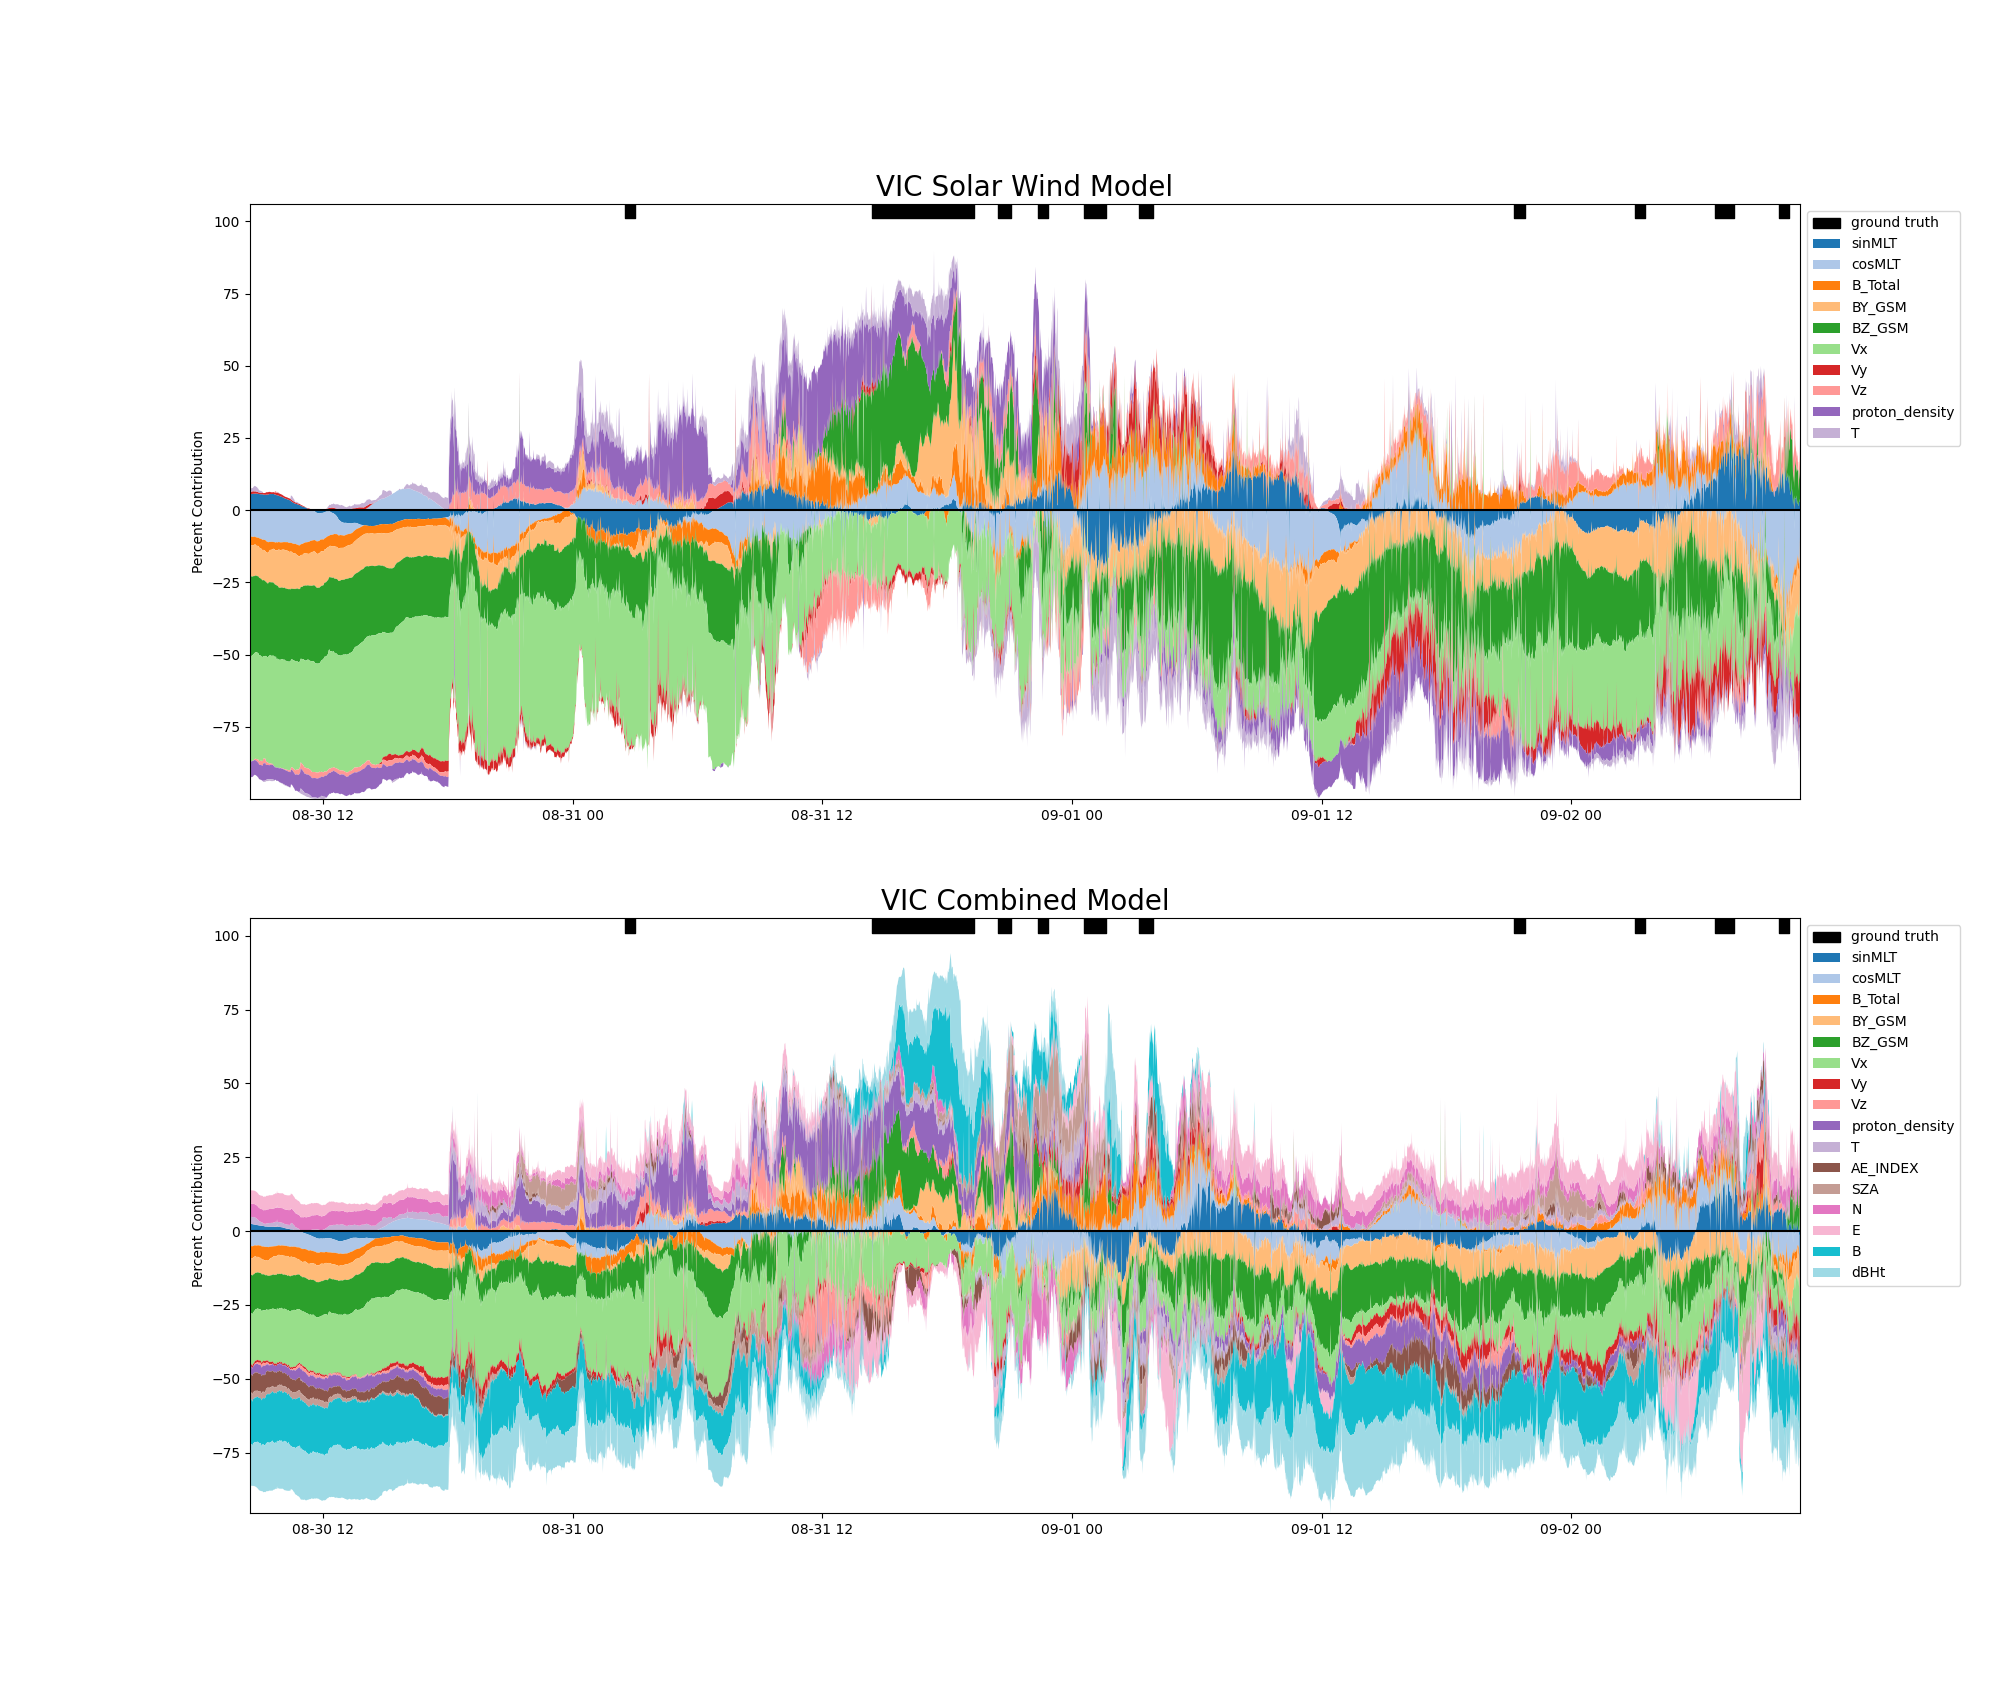 VIC Solar Wind Model
100
75
50
25
0
−25
−50
−75
Percent Contribution
08-30 12
08-31 00
08-31 12
09-01 00
09-01 12
09-02 00
ground truth
sinMLT
cosMLT
B_Total
BY_GSM
BZ_GSM
Vx
Vy
Vz
proton_density
T
VIC Combined Model
100
75
50
25
0
−25
−50
−75
Percent Contribution
08-30 12
08-31 00
08-31 12
09-01 00
09-01 12
09-02 00
ground truth
sinMLT
cosMLT
B_Total
BY_GSM
BZ_GSM
Vx
Vy
Vz
proton_density
T
AE_INDEX
SZA
N
E
B
dBHt